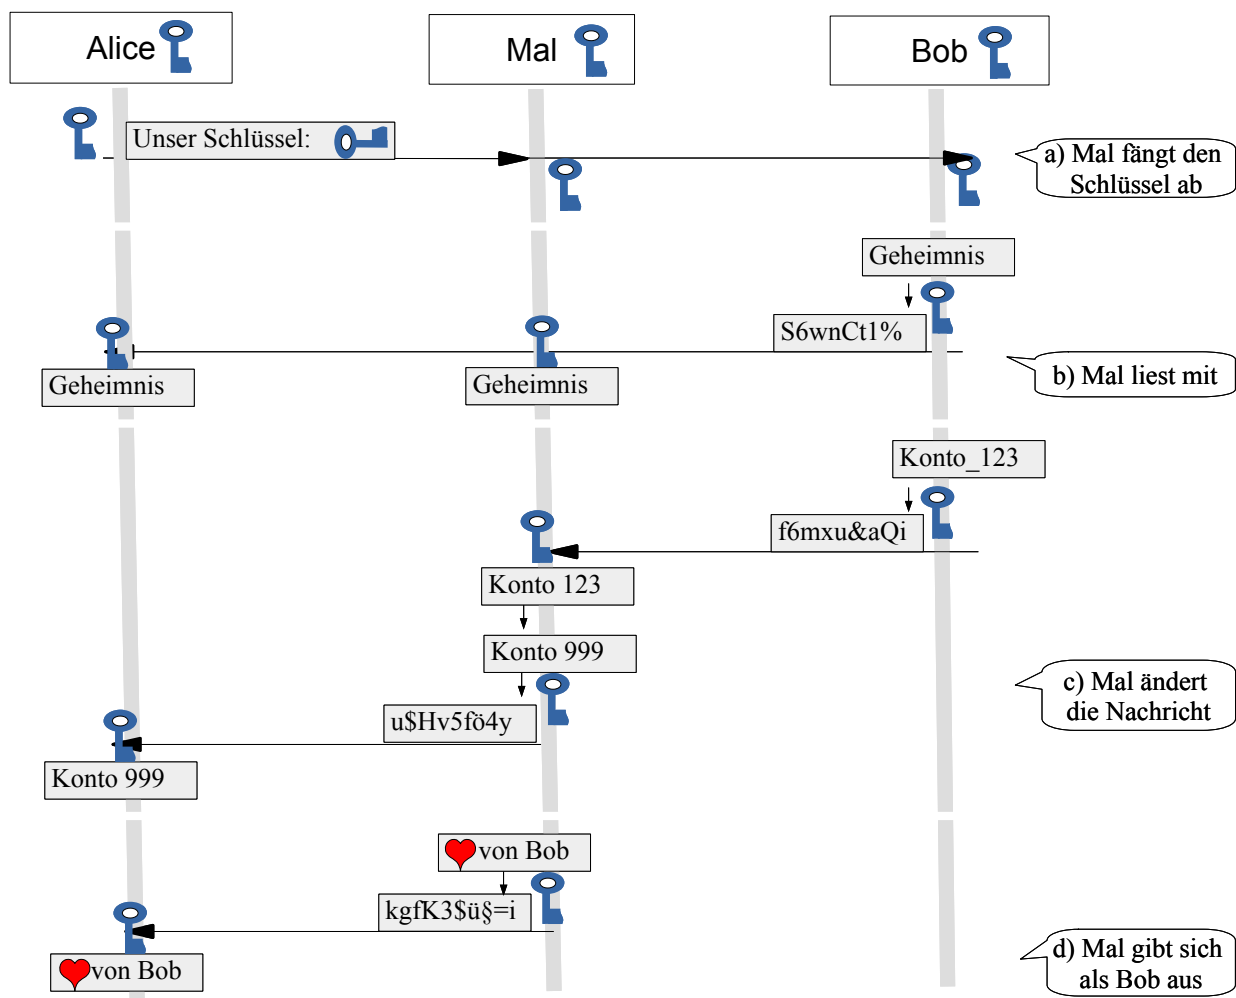 Alice
Mal
Bob
Unser Schlüssel:
a) Mal fängt den
Schlüssel ab
Geheimnis
S6wnCt1%
Geheimnis
Geheimnis
b) Mal liest mit
Konto_123
f6mxu&aQi
Konto 123
Konto 999
u$Hv5fö4y
Konto 999
c) Mal ändert
die Nachricht
von Bob
kgfK3$ü§=i
von Bob
d) Mal gibt sich
als Bob aus